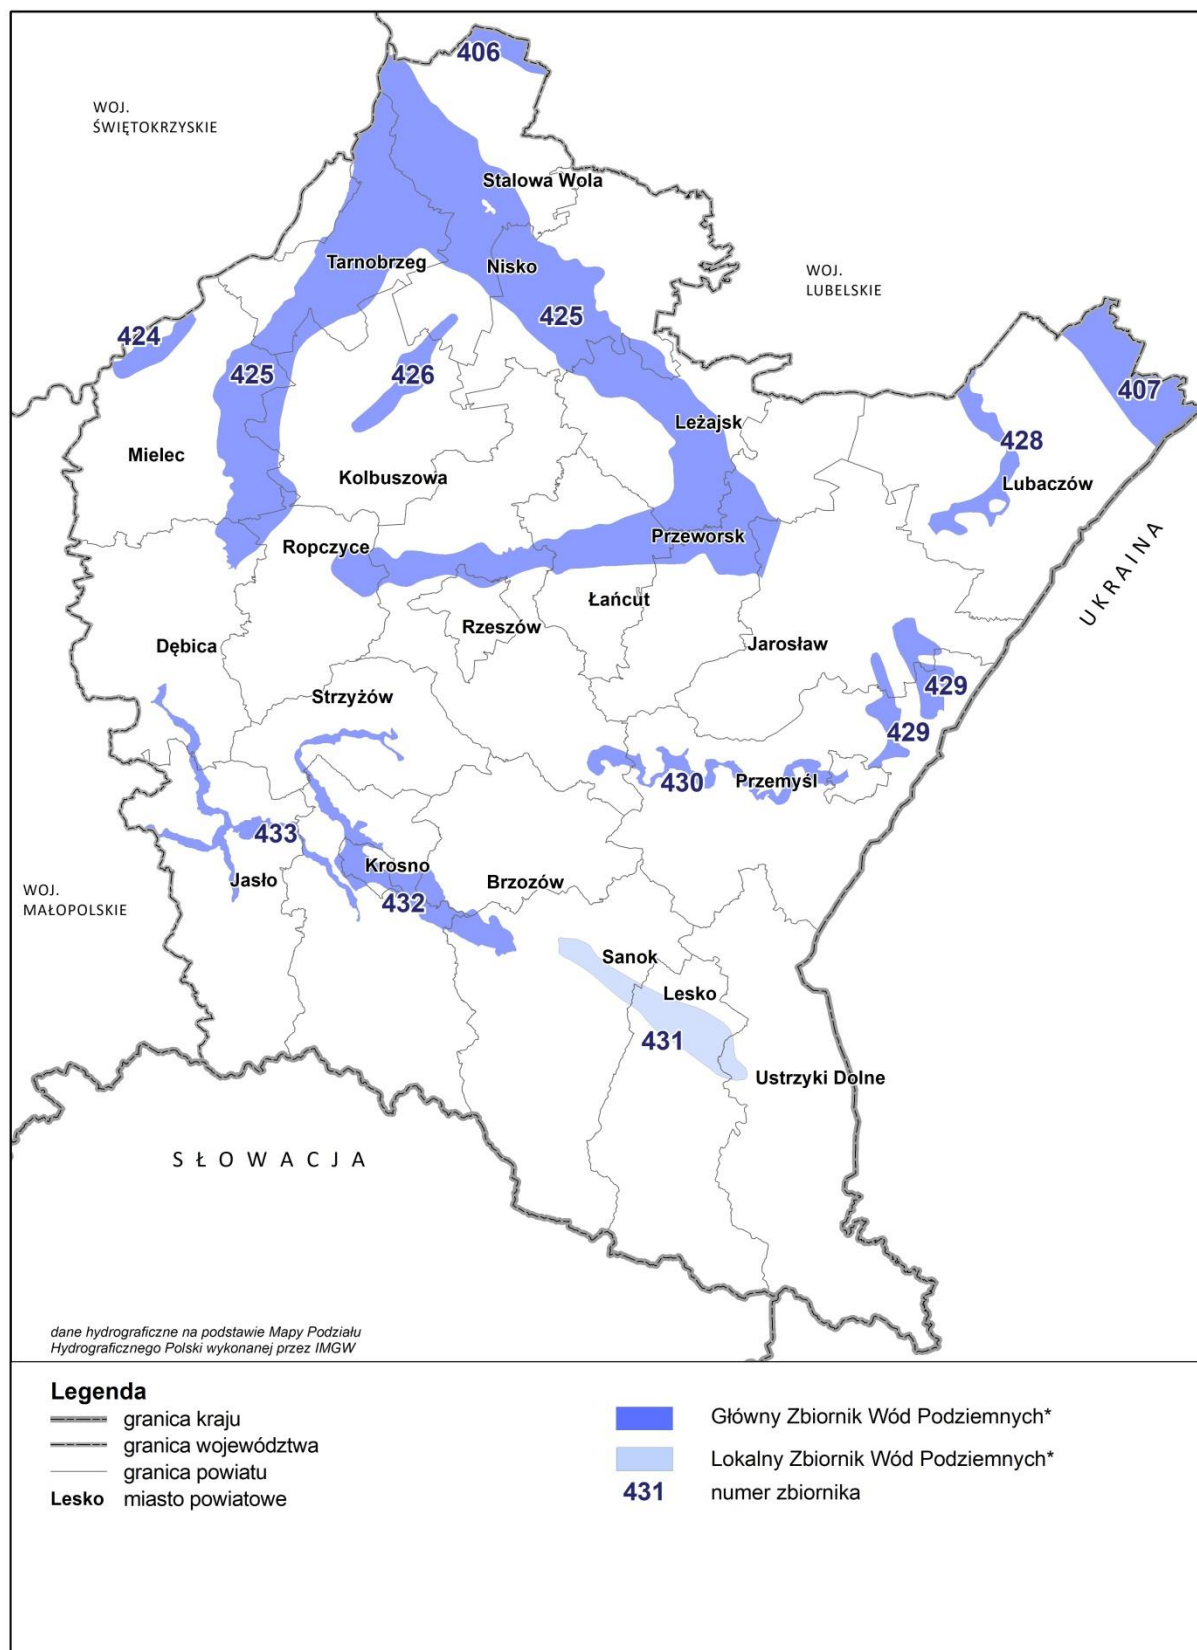 406
WOJ.
ŚWIĘTOKRZYSKIE
Stalowa Wola
Tarnobrzeg
Nisko
WOJ.
LUBELSKIE
424
425
425
426
407
Leżajsk
428
Mielec
Kolbuszowa
Lubaczów
Ropczyce
Przeworsk
UKRAINA
Łańcut
Rzeszów
Dębica
Jarosław
Strzyżów
429
429
430
Przemyśl
433
Krosno
Jasło
Brzozów
WOJ.
MAŁOPOLSKIE
432
Sanok
Lesko
431
Ustrzyki Dolne
SŁOWACJA
dane hydrograficzne na podstawie Mapy Podziału
Hydrograficznego Polski wykonanej przez IMGW
Legenda
granica kraju
granica województwa
granica powiatu
Lesko miasto powiatowe
Główny Zbiornik Wód Podziemnych*
Lokalny Zbiornik Wód Podziemnych*
431 numer zbiornika